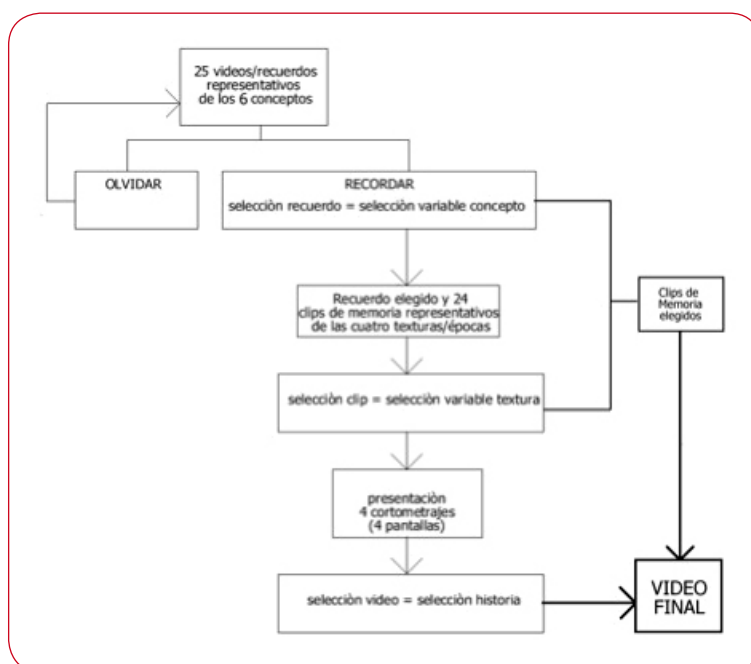 25 videos/recuerdos
representativos
de los 6 conceptos
OLVIDAR
RECORDAR
selecciòn recuerdo = selecciòn variable concepto
Recuerdo elegido y 24
clips de memoria representativos
de las cuatro texturas/épocas
Clips de
Memoria
elegidos
selecciòn clip = selecciòn variable textura
presentaciòn
4 cortometrajes
(4 pantallas)
selecciòn video = selecciòn historia
VIDEO
FINAL